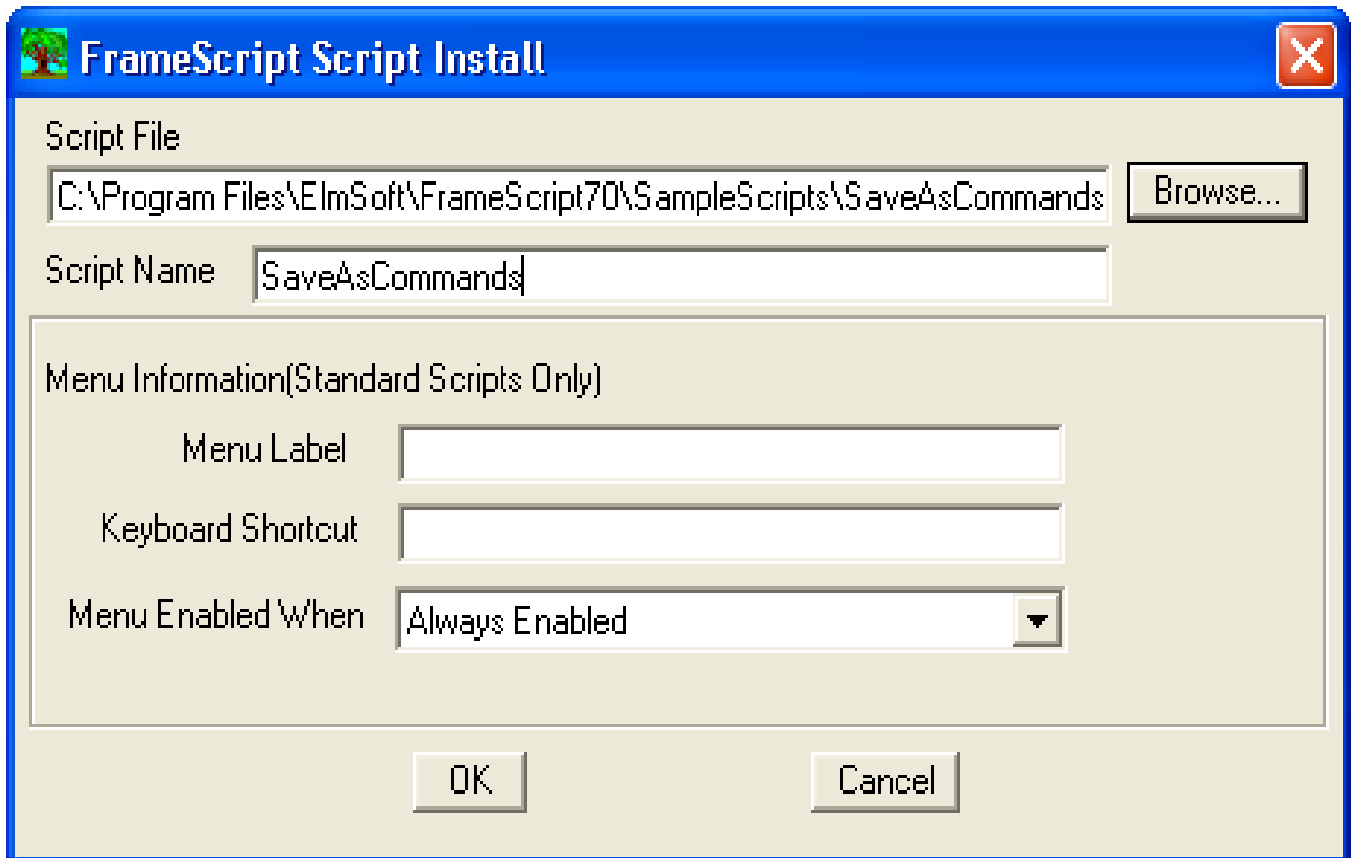 FrameScript Script Install
Script File
C:\Program Files\ElmSoft\FrameScript70\SampleScripts\SaveAsCommands
Browse...
Script Name
SaveAsCommands
Menu Information(Standard Scripts Only)
Menu Label
Keyboard Shortcut
Menu Enabled When
Always Enabled
OK
Cancel